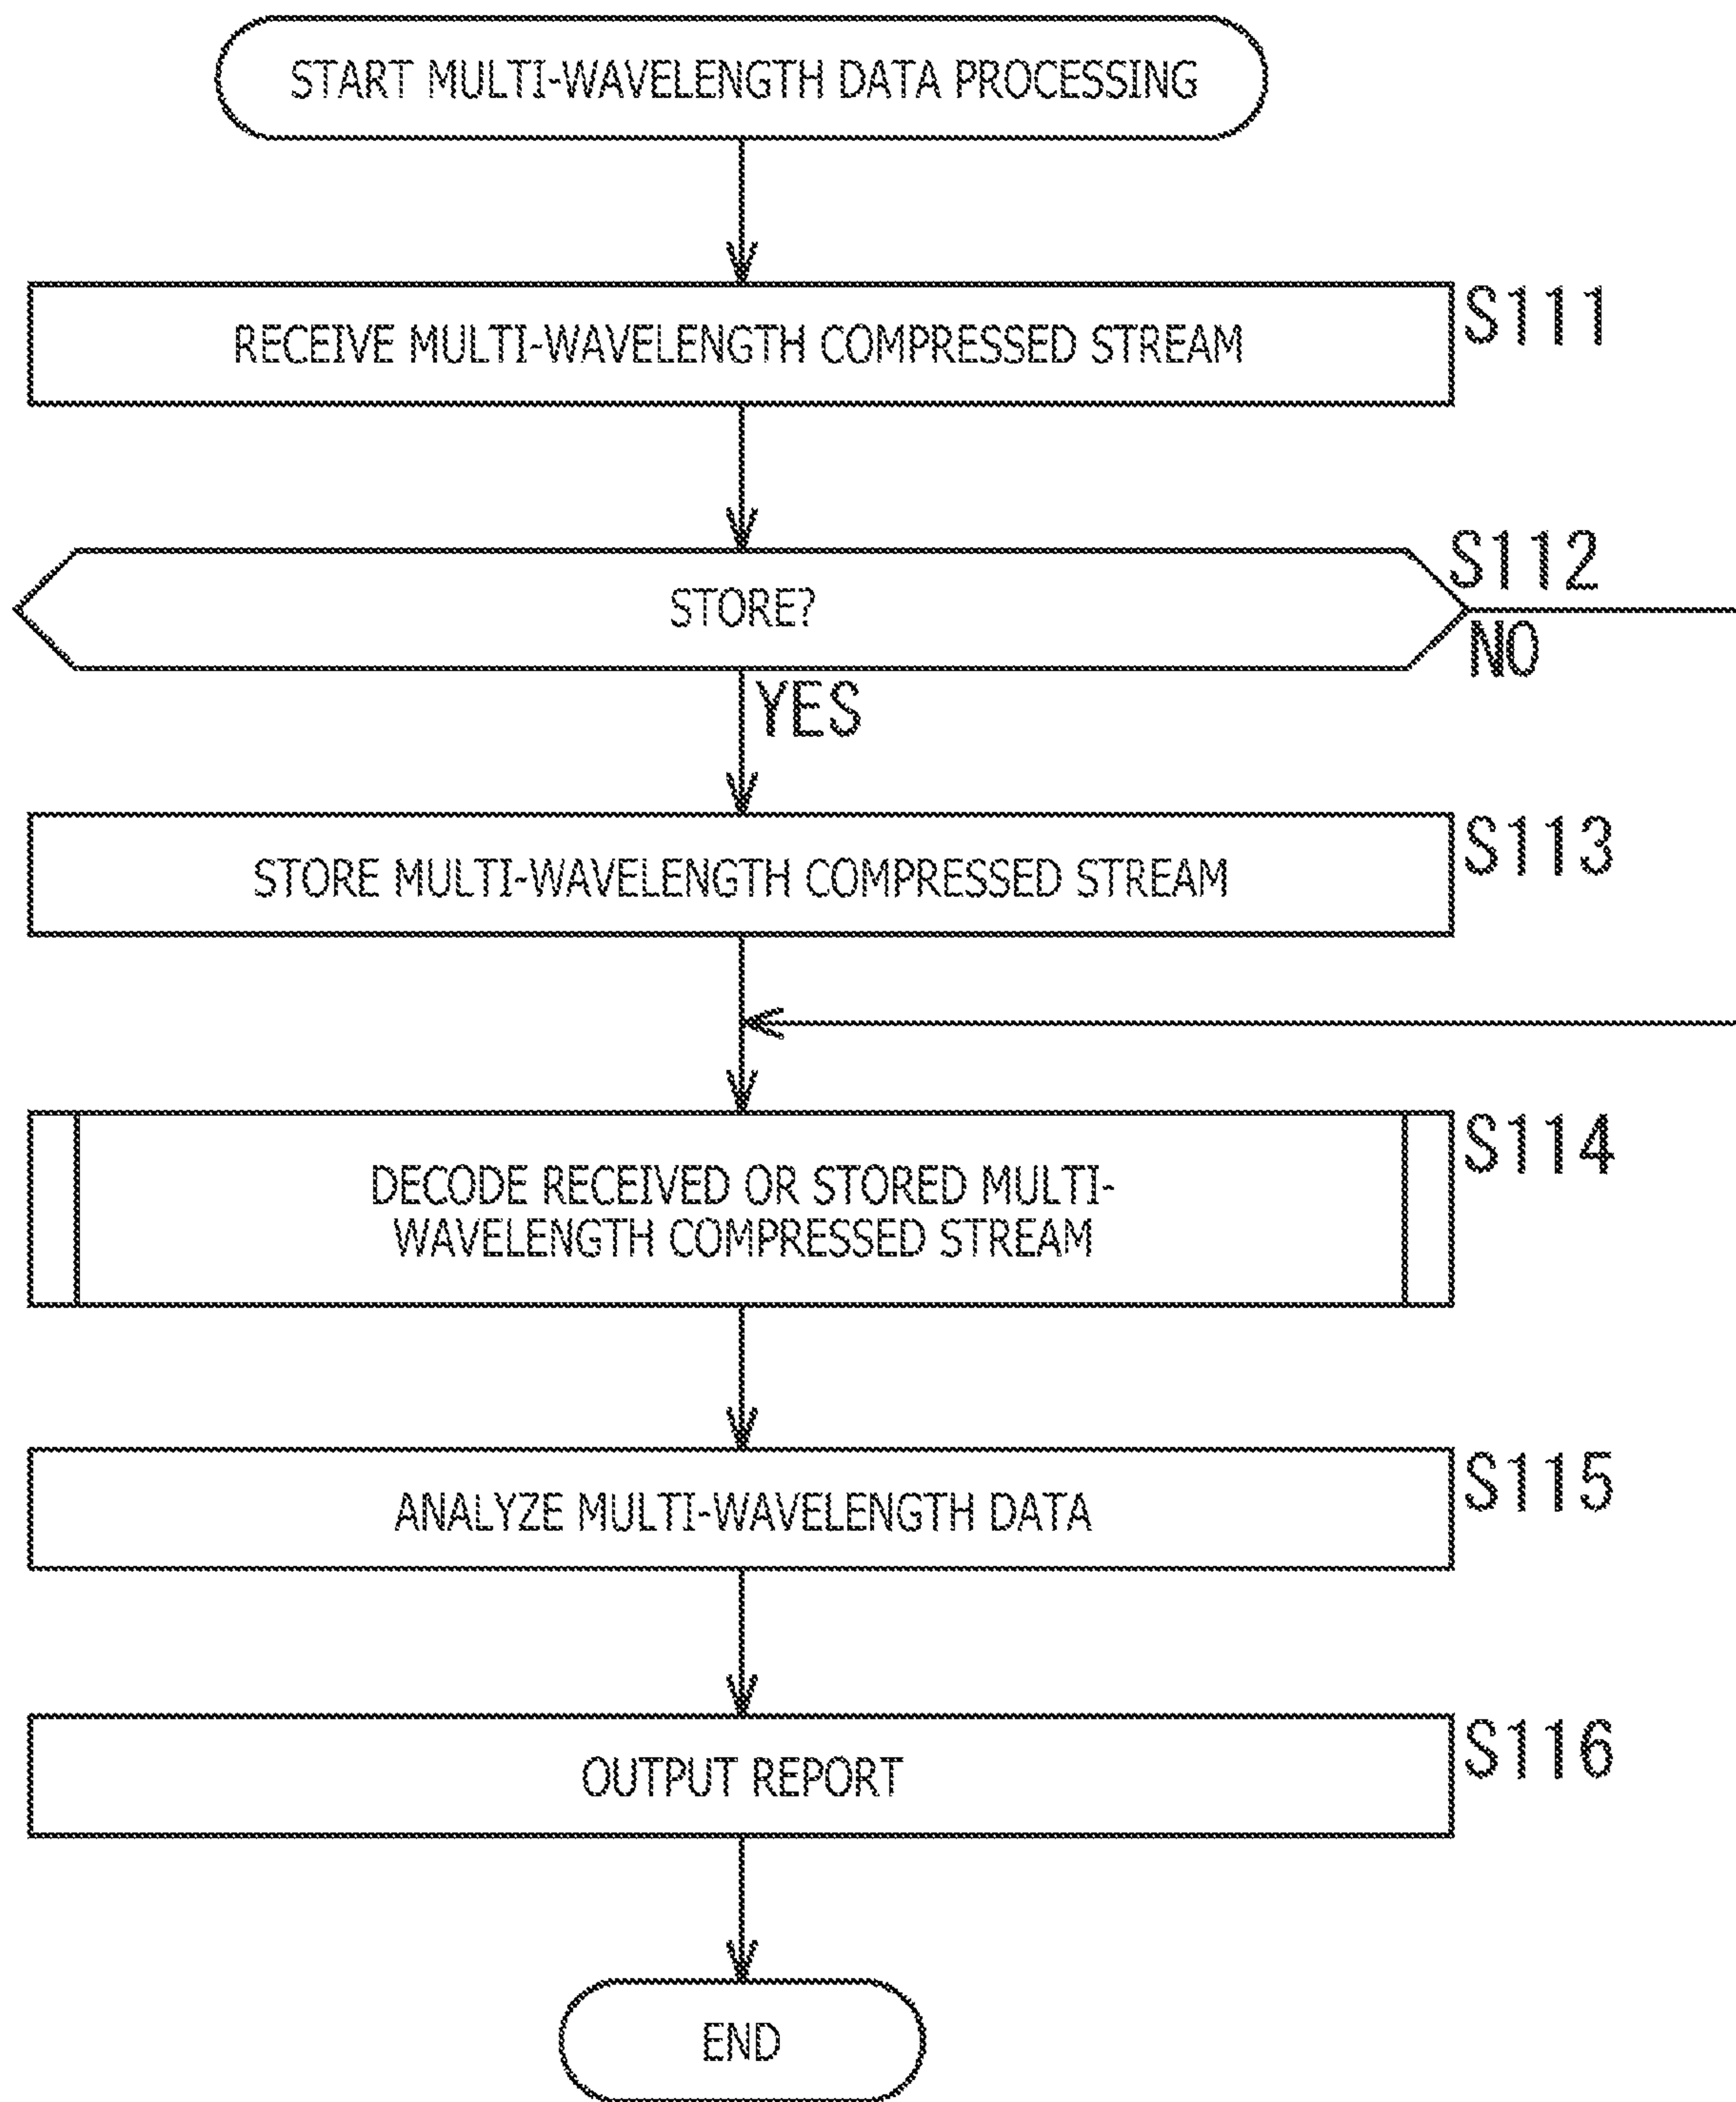 START MULTI-WAVELENGTH DATA PROCESSING
RECEIVE MULTI-WAVELENGTH COMPRESSED STREAM
S111
STORE?
S112
NO
YES
STORE MULTI-WAVELENGTH COMPRESSED STREAM
S113
DECODE RECEIVED OR STORED MULTI-
WAVELENGTH COMPRESSED STREAM
S114
ANALYZE MULTI-WAVELENGTH DATA
S115
OUTPUT REPORT
S116
END